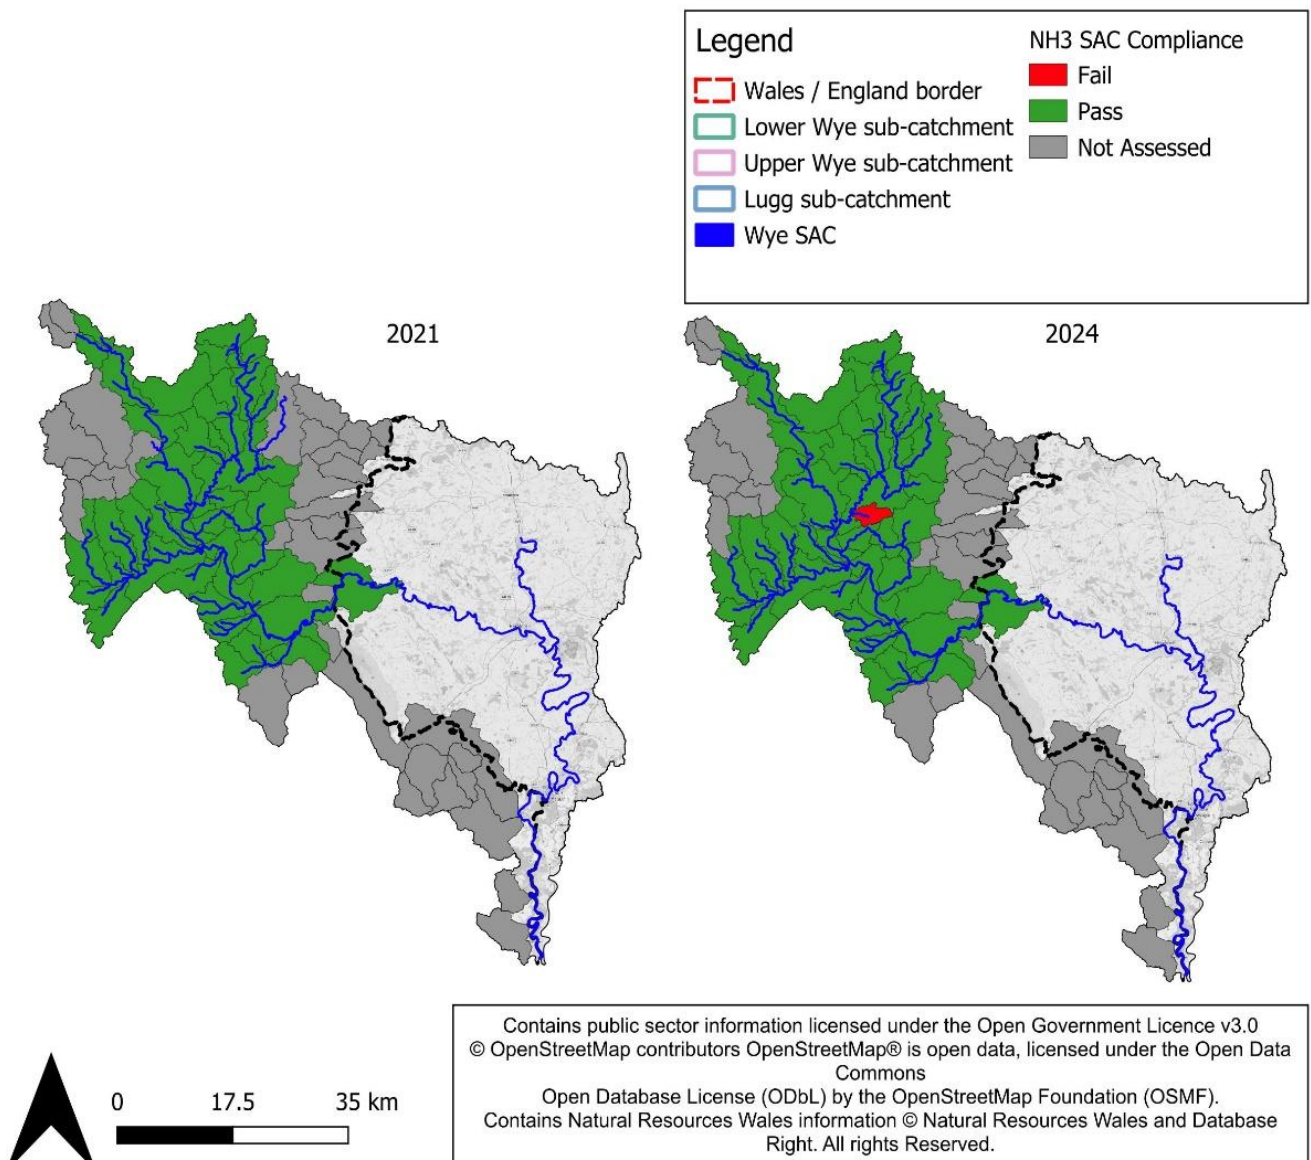 Legend
Wales / England border
Lower Wye sub-catchment
Upper Wye sub-catchment
Lugg sub-catchment
Wye SAC
NH3 SAC Compliance
Fail
Pass
Not Assessed
2021
2024
0 17.5 35 km
Contains public sector information licensed under the Open Government Licence v3.0
© OpenStreetMap contributors OpenStreetMap® is open data, licensed under the Open Data
Commons
Open Database License (ODbL) by the OpenStreetMap Foundation (OSMF).
Contains Natural Resources Wales information © Natural Resources Wales and Database
Right. All rights Reserved.